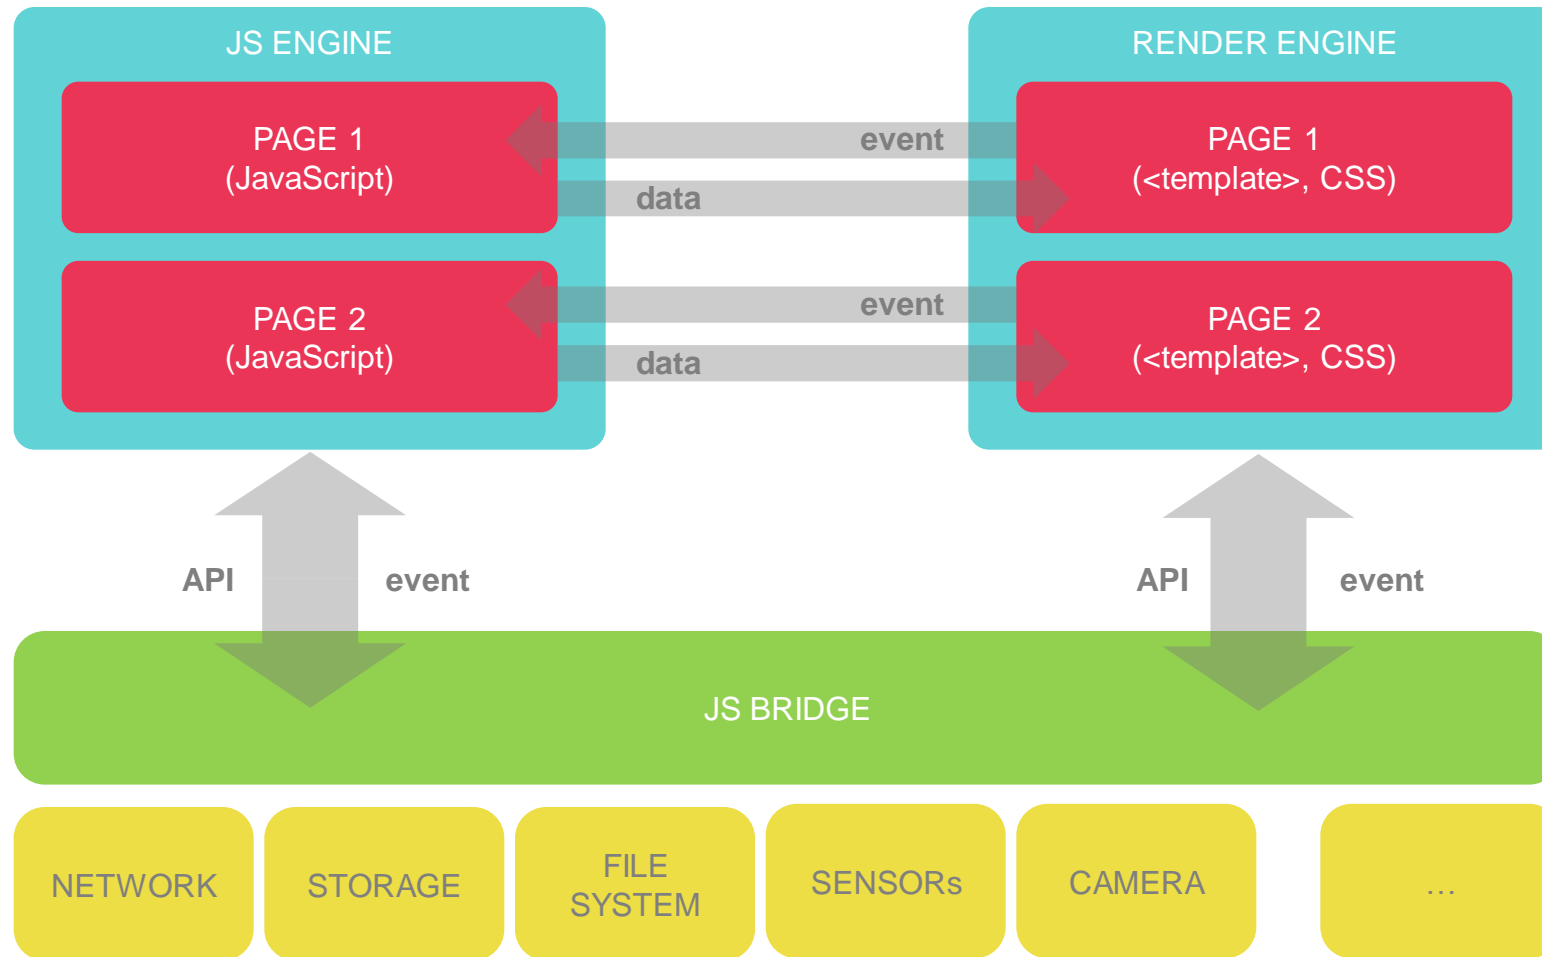 JS ENGINE
PAGE 1
(JavaScript)
PAGE 2
(JavaScript)
event
data
event
data
RENDER ENGINE
PAGE 1
(<template>, CSS)
PAGE 2
(<template>, CSS)
API
event
API
event
JS BRIDGE
NETWORK
STORAGE
FILE
SYSTEM
SENSORs
CAMERA
…